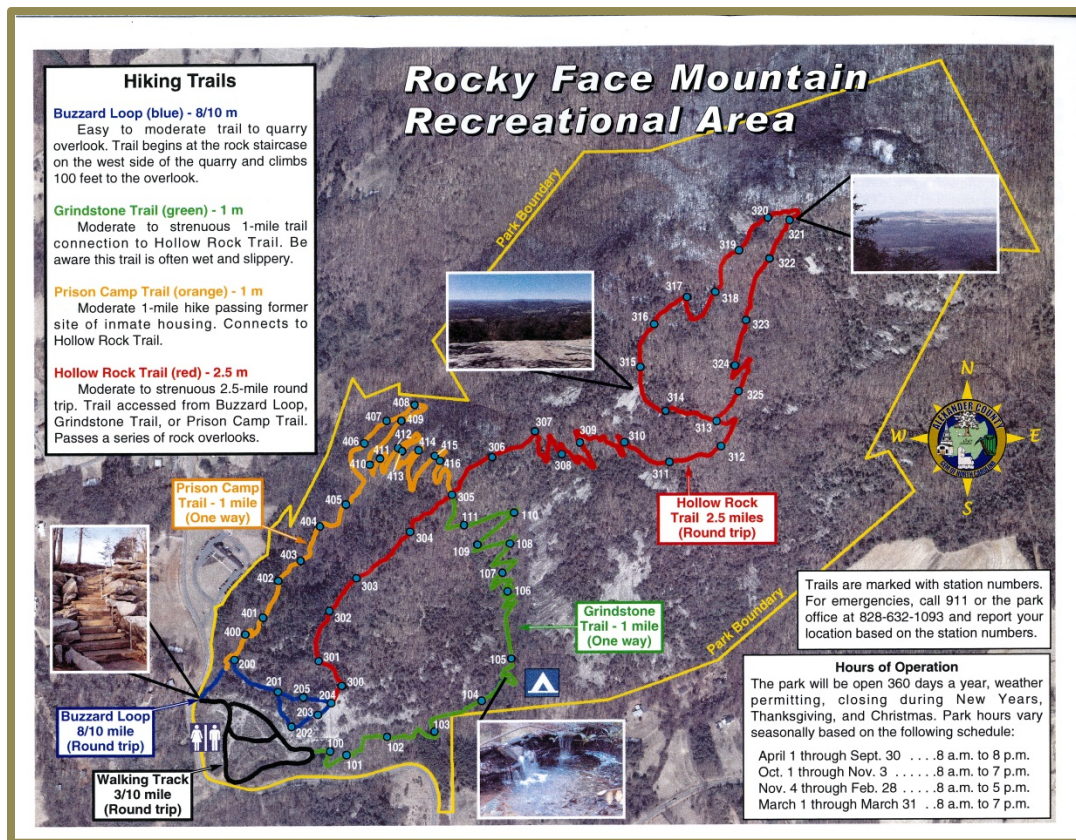 Rocky Face Mountain
Recreational Area
Hiking Trails
Buzzard Loop (blue) - 8/10 m
Easy to moderate trail to quarry
overlook. Trail begins at the rock staircase
on the west side of the quarry and climbs
100 feet to the overlook.
Grindstone Trail (green) - 1 m
Moderate to strenuous 1-mile trail
connection to Hollow Rock Trail. Be
aware this trail is often wet and slippery.
Prison Camp Trail (orange) - 1 m
Moderate 1-mile hike passing former
site of inmate housing. Connects to
Hollow Rock Trail.
Hollow Rock Trail (red) - 2.5 m
Moderate to strenuous 2.5-mile round
trip. Trail accessed from Buzzard Loop,
Grindstone Trail, or Prison Camp Trail.
Passes a series of rock overlooks.
Park Boundary
320
321
319
322
317
318
316
323
315
324
325
314
313
312
311
310
309
308
307
306
305
304
303
302
301
300
408
407
409
406
412
414
415
411
410
413
416
405
404
403
402
401
400
Prison Camp
Trail - 1 mile
(One way)
Hollow Rock
Trail 2.5 miles
(Round trip)
N
W
E
S
ALEXANDER COUNTY
111
110
109
108
107
106
105
104
103
102
101
100
Grindstone
Trail - 1 mile
(One way)
Park Boundary
200
201
205
204
203
202
Buzzard Loop
8/10 mile
(Round trip)
Walking Track
3/10 mile
(Round trip)
Trails are marked with station numbers.
For emergencies, call 911 or the park
office at 828-632-1093 and report your
location based on the station numbers.
Hours of Operation
The park will be open 360 days a year, weather
permitting, closing during New Years,
Thanksgiving, and Christmas. Park hours vary
seasonally based on the following schedule:
April 1 through Sept. 30 . . . .8 a.m. to 8 p.m.
Oct. 1 through Nov. 3 . . . . . .8 a.m. to 7 p.m.
Nov. 4 through Feb. 28 . . . . .8 a.m. to 5 p.m.
March 1 through March 31 . .8 a.m. to 7 p.m.